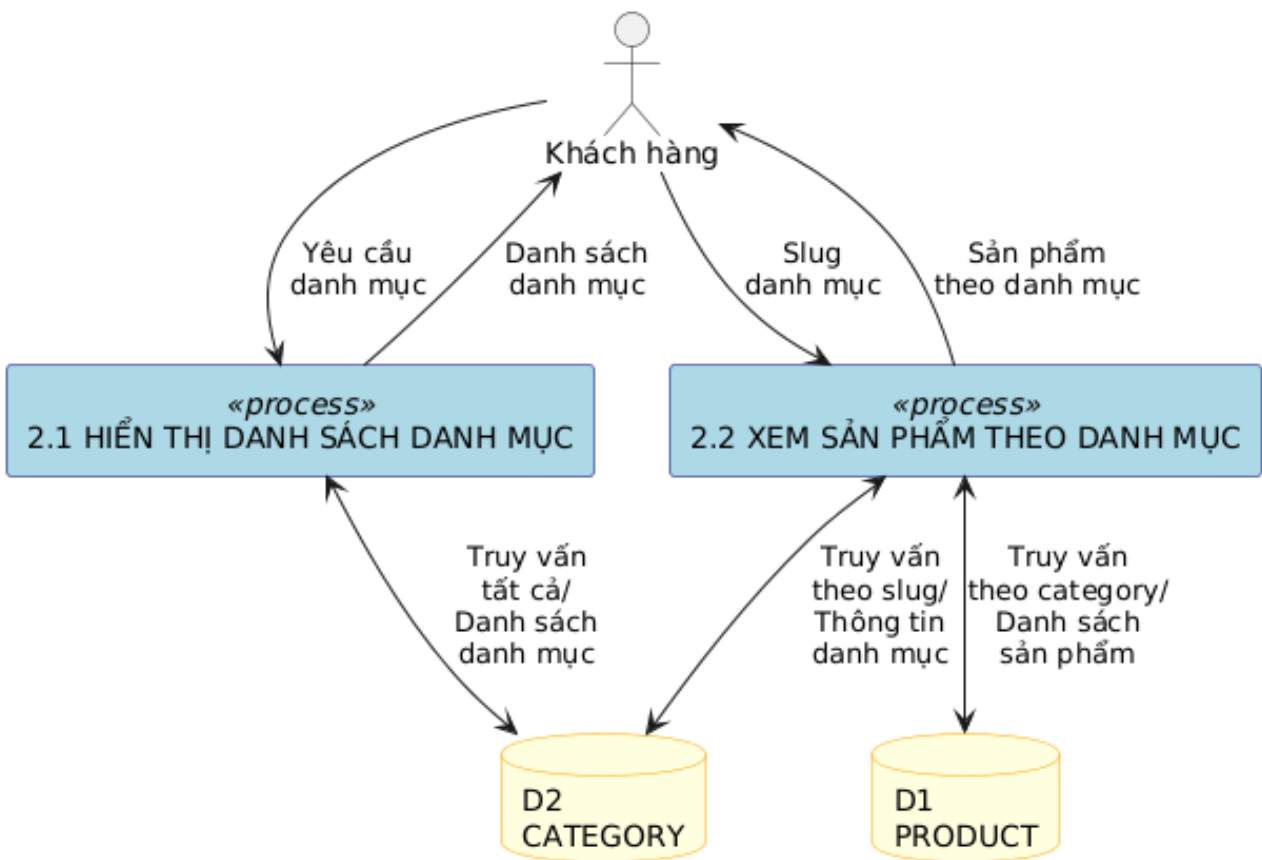 Khách hàng
Yêu cầu
danh mục
Danh sách
danh mục
Slug
danh mục
Sản phẩm
theo danh mục
«process»
2.1 HIỂN THỊ DANH SÁCH DANH MỤC
«process»
2.2 XEM SẢN PHẨM THEO DANH MỤC
Truy vấn
tất cả/
Danh sách
danh mục
Truy vấn
theo slug/
Thông tin
danh mục
Truy vấn
theo category/
Danh sách
sản phẩm
D2
CATEGORY
D1
PRODUCT